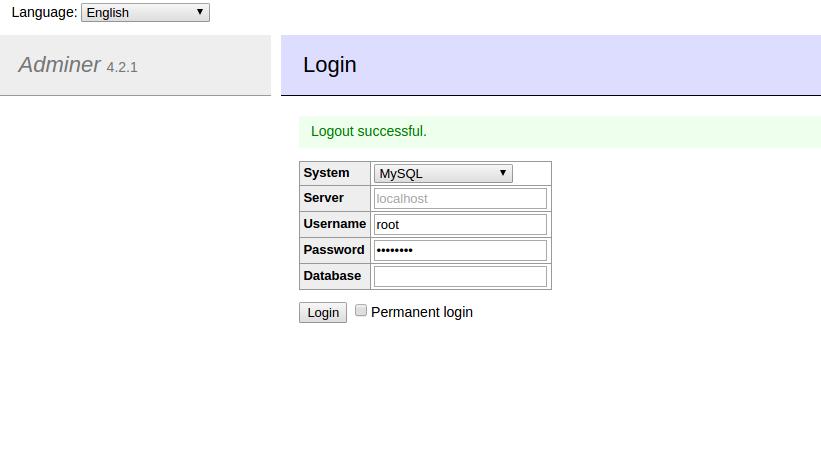 Language: English
Adminer 4.2.1
Login
Logout successful.
System MySQL
Server localhost
Username root
Password ••••••••
Database
Login Permanent login